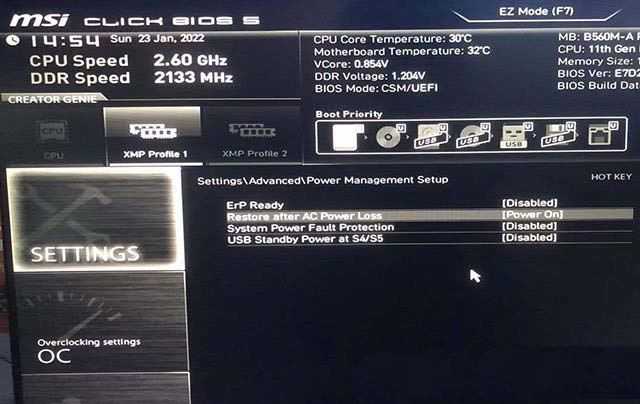 msi CLICK BIOS 5
EZ Mode (F7)
14:54 Sun 23 Jan, 2022
CPU Speed 2.60 GHz
DDR Speed 2133 MHz
CPU Core Temperature: 30°C
Motherboard Temperature: 32°C
VCore: 0.854V
DDR Voltage: 1.204V
BIOS Mode: CSM/UEFI
MB: B560M-A
CPU: 11th Gen
Memory Size:
BIOS Ver: E7D2
BIOS Build Dat
CREATOR GENIE
CPU
CPU
XMP Profile 1
XMP Profile 2
Boot Priority
U
USB
U
USB
U
USB
U
USB
U
U
Settings\Advanced\Power Management Setup
HOT KEY
ErP Ready [Disabled]
Restore after AC Power Loss [Power On]
System Power Fault Protection [Disabled]
USB Standby Power at S4/S5 [Disabled]
SETTINGS
Overclocking settings
OC